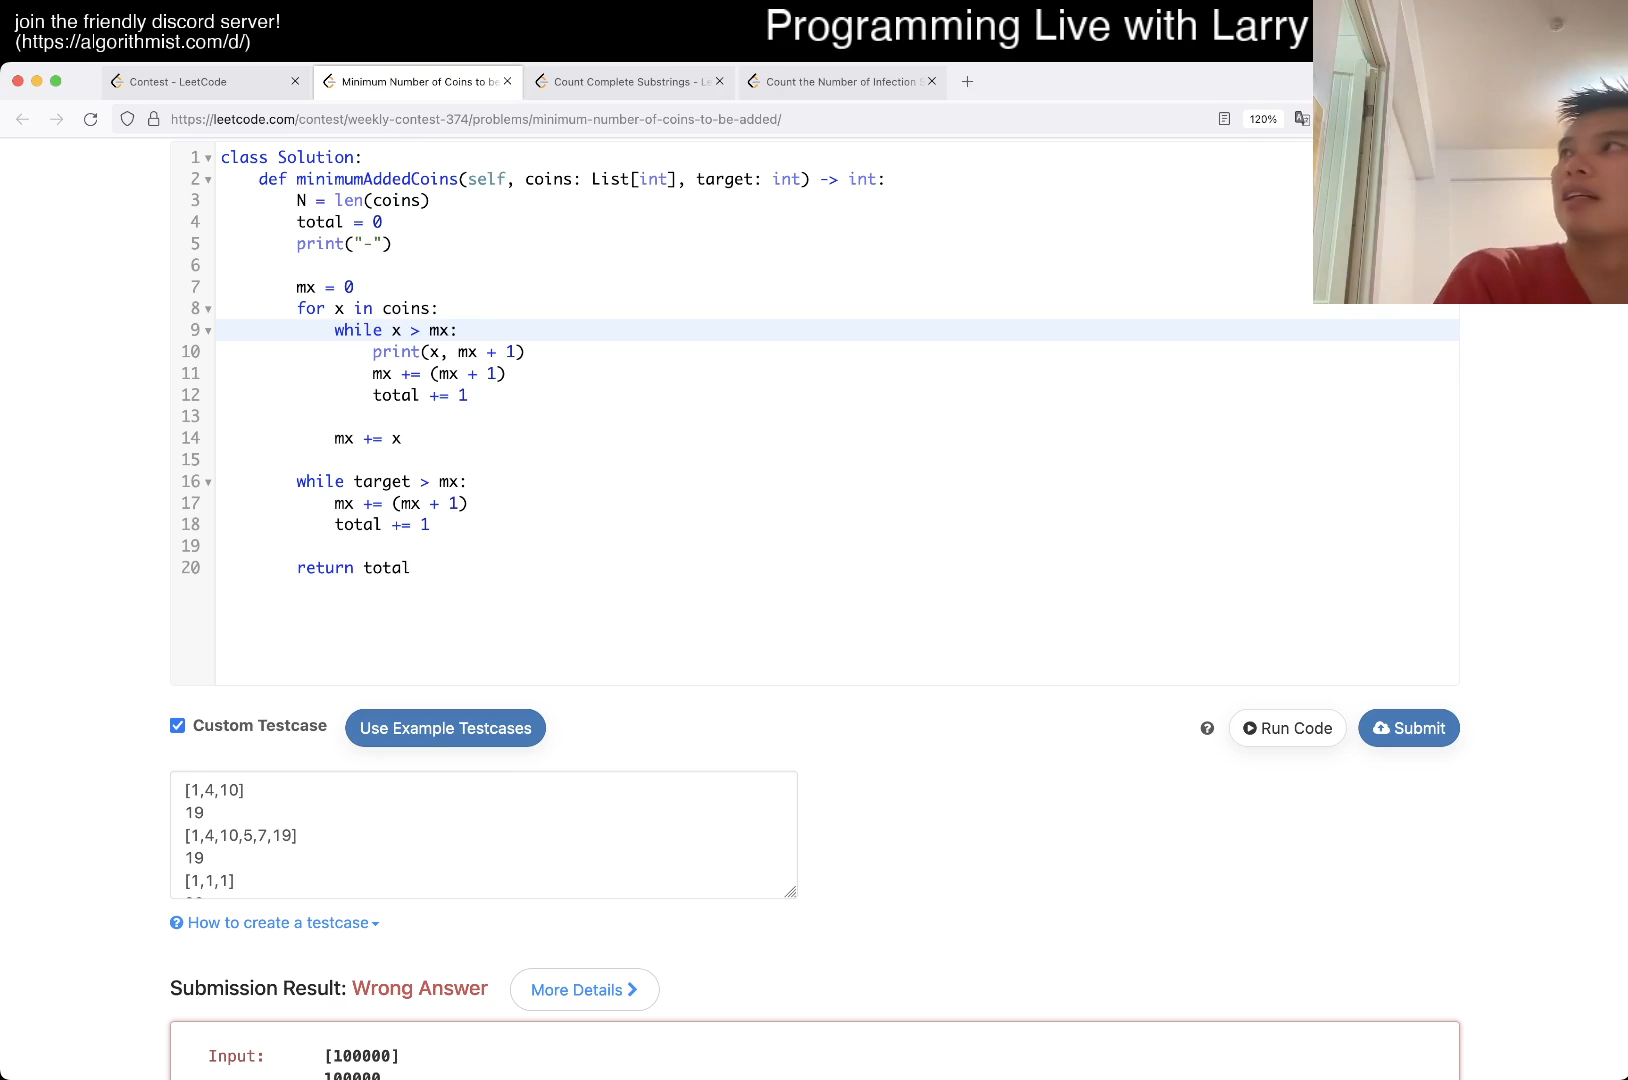 join the friendly discord server!
(https://algorithmist.com/d/)
Programming Live with Larry
Contest - LeetCode
Minimum Number of Coins to be
Count Complete Substrings - Le
Count the Number of Infection S
https://leetcode.com/contest/weekly-contest-374/problems/minimum-number-of-coins-to-be-added/
120%
1 class Solution:
2 def minimumAddedCoins(self, coins: List[int], target: int) -> int:
3 N = len(coins)
4 total = 0
5 print("-")
6
7 mx = 0
8 for x in coins:
9 while x > mx:
10 print(x, mx + 1)
11 mx += (mx + 1)
12 total += 1
13
14 mx += x
15
16 while target > mx:
17 mx += (mx + 1)
18 total += 1
19
20 return total
Custom Testcase
Use Example Testcases
Run Code
Submit
[1,4,10]
19
[1,4,10,5,7,19]
19
[1,1,1]
How to create a testcase
Submission Result: Wrong Answer
More Details
Input: [100000]
100000